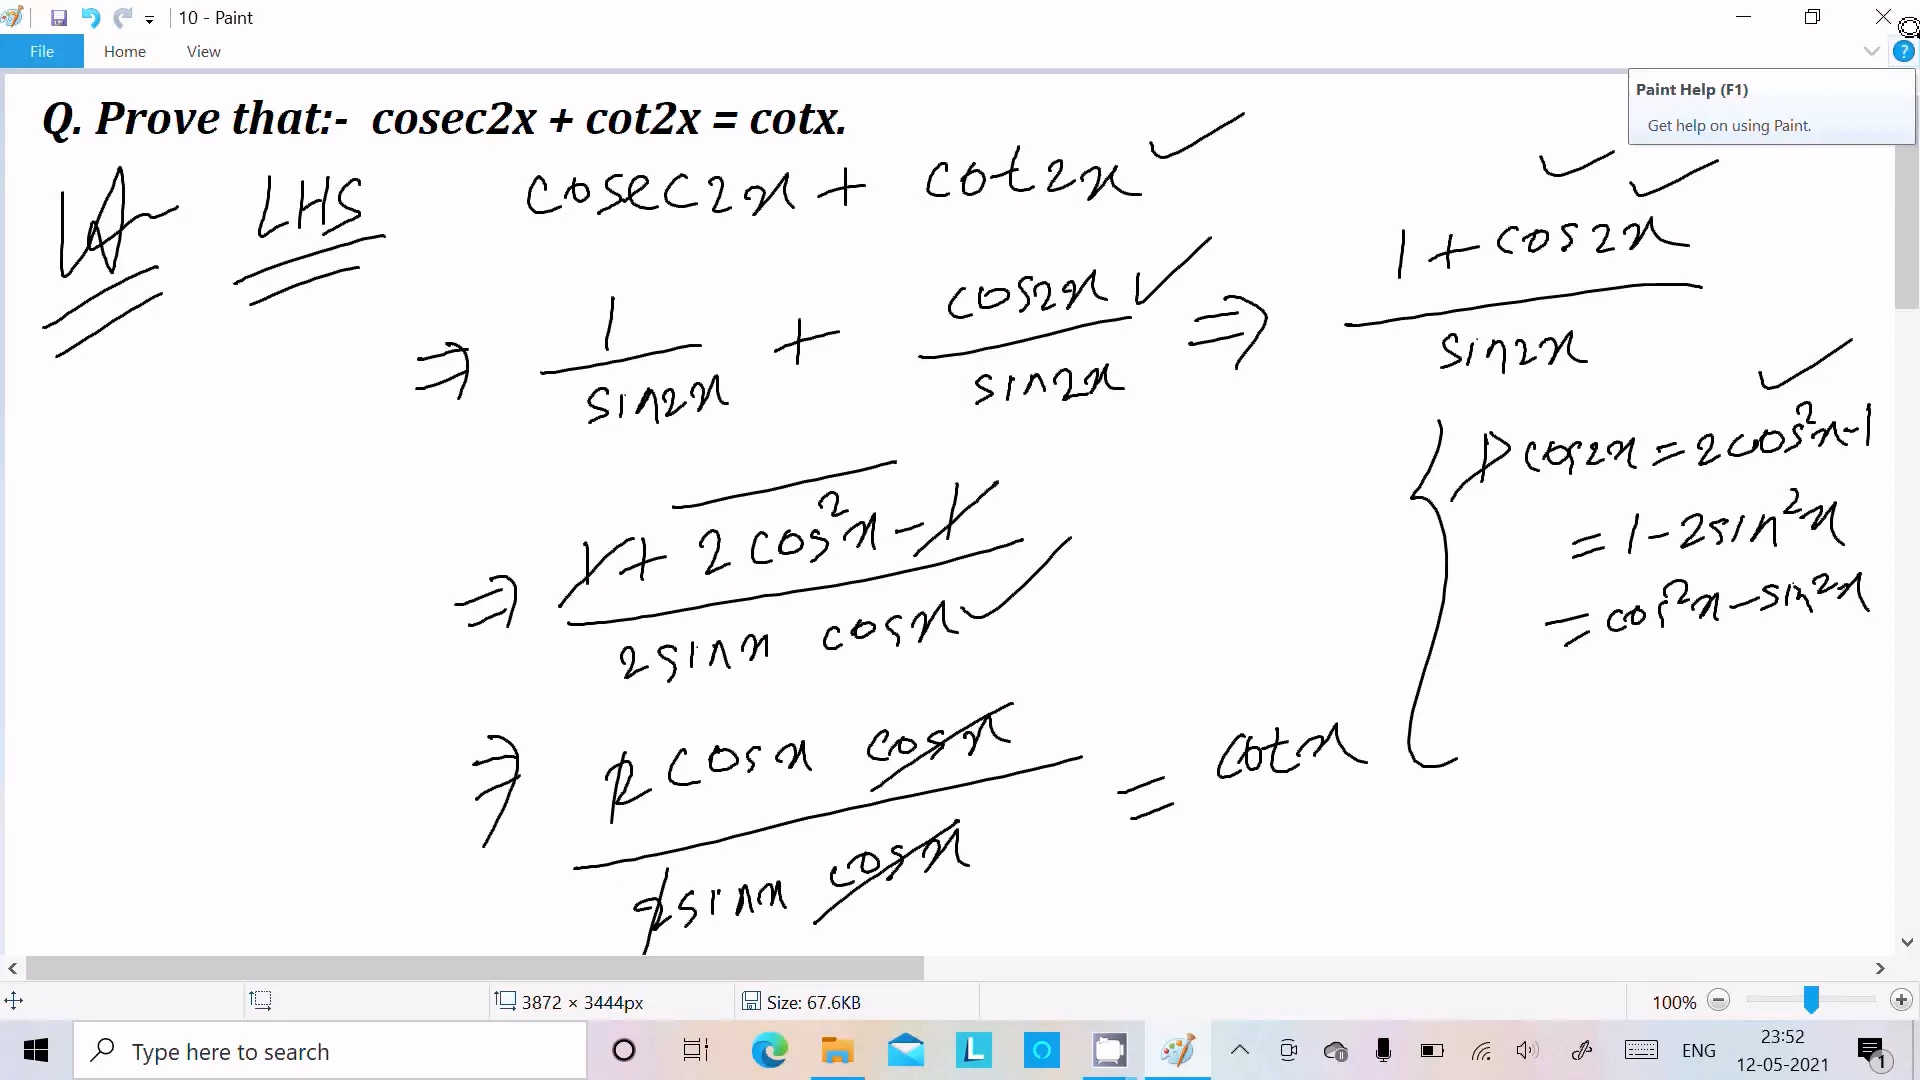 10 - Paint
File Home View
Paint Help (F1)
Get help on using Paint.
Q. Prove that:- cosec2x + cot2x = cotx.
LHS cosec2x + cot2x
⇒ 1/sin2x + cos2x/sin2x ⇒ (1 + cos2x)/sin2x
cos2x = 2cos²x-1
= 1-2sin²x
= cos²x-sin²x
⇒ (1 + 2cos²x - 1)/(2sinx cosx)
⇒ (2cosx cosx)/(2sinx cosx) = cotx
3872 × 3444px Size: 67.6KB 100%
Type here to search
ENG
23:52
12-05-2021
1